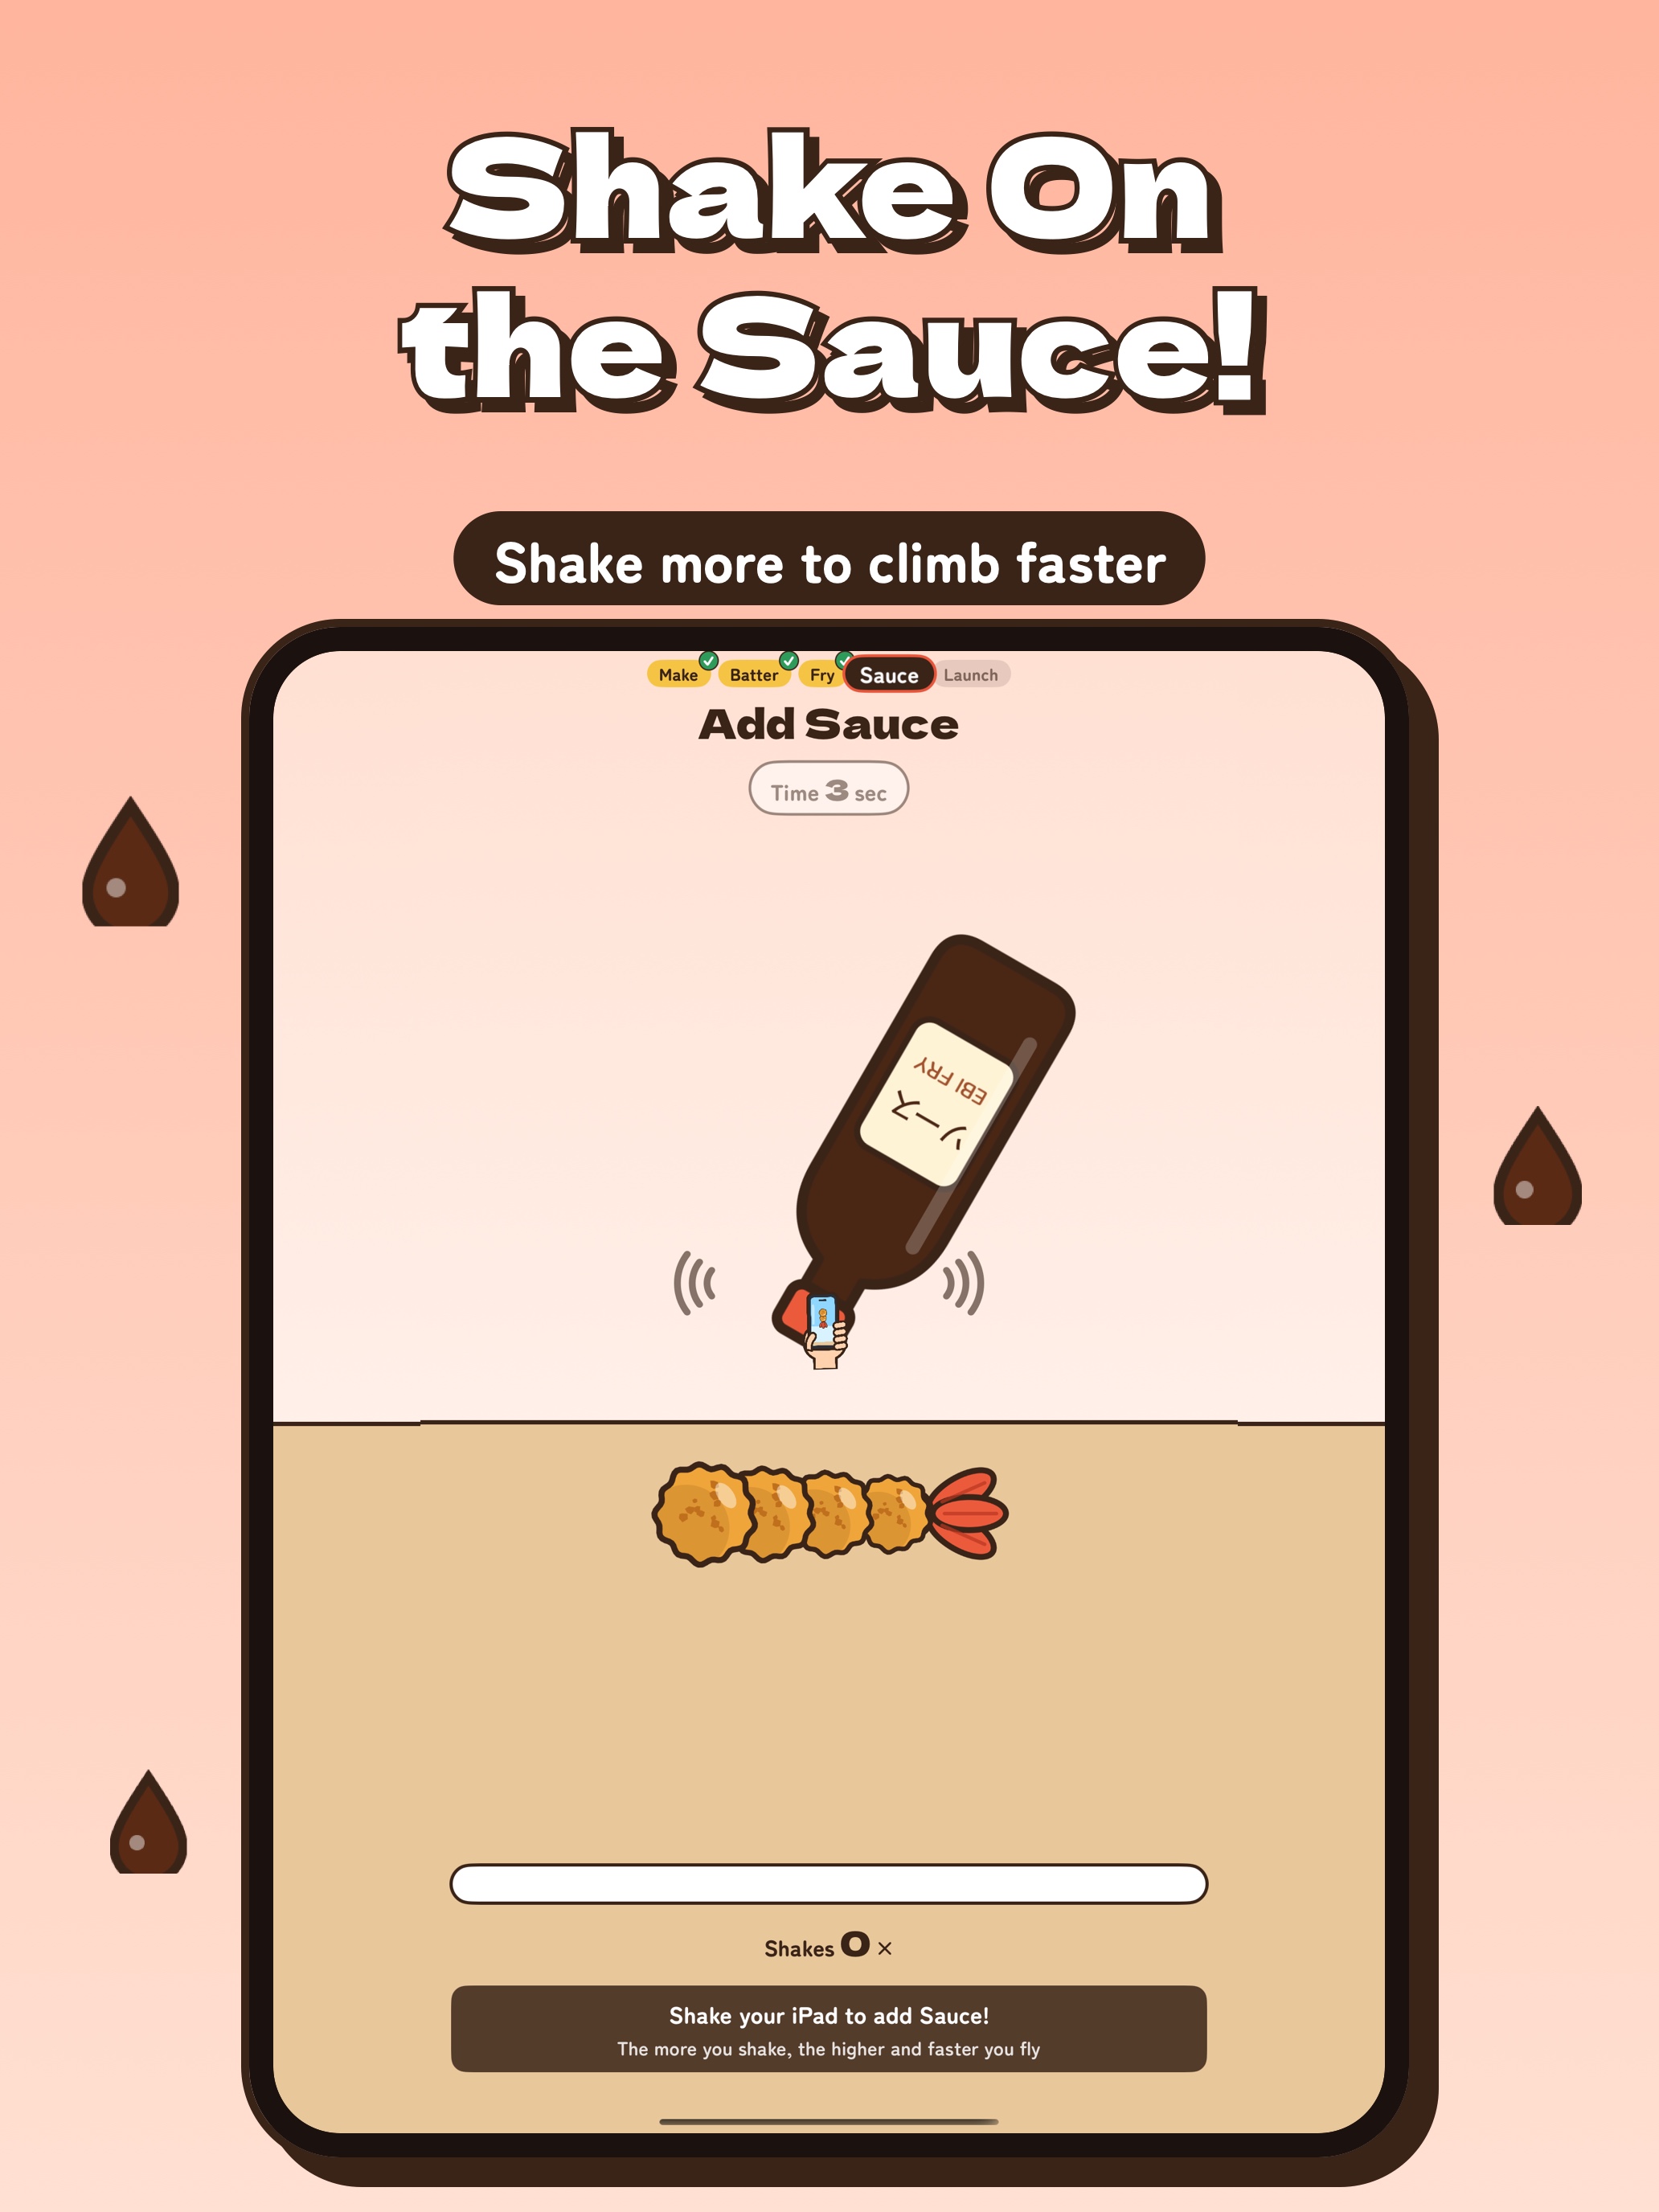 Shake On
the Sauce!
Shake more to climb faster
Make Batter Fry Sauce Launch
Add Sauce
Time 3 sec
ソース
EBI FRY
Shakes 0 ×
Shake your iPad to add Sauce!
The more you shake, the higher and faster you fly